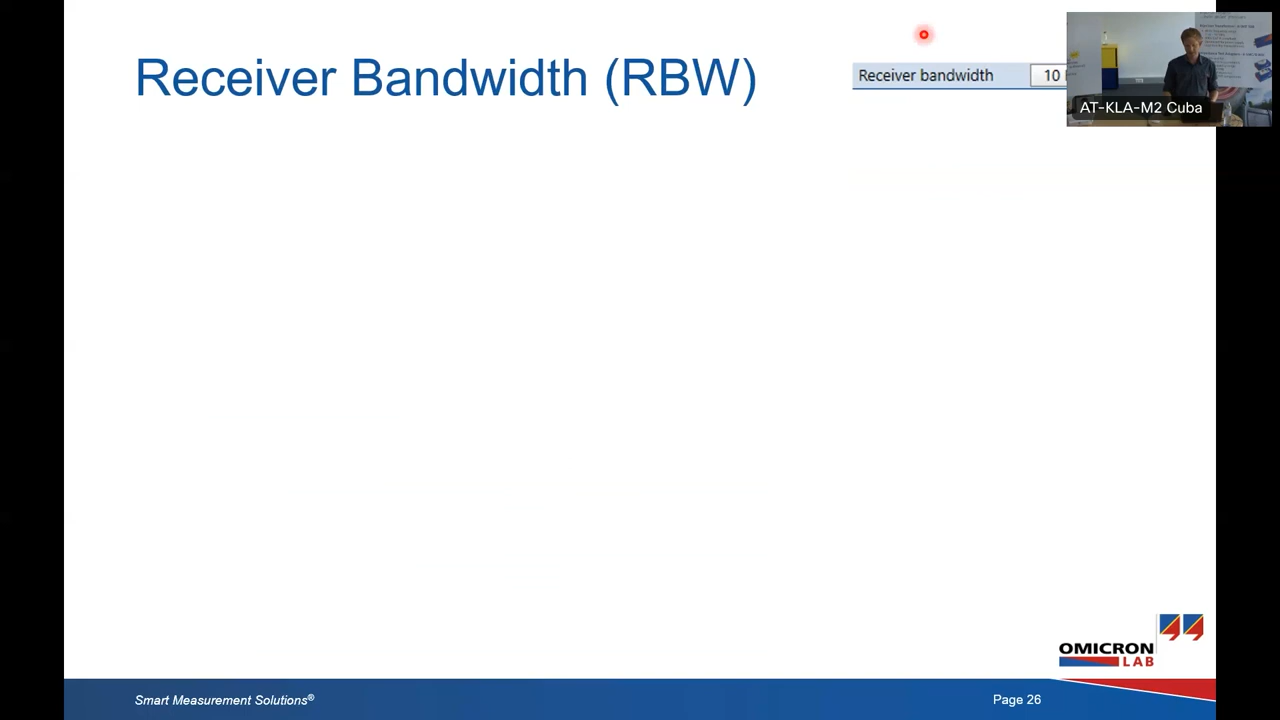 Receiver Bandwidth (RBW)
Receiver bandwidth 10
AT-KLA-M2 Cuba
OMICRON
LAB
Smart Measurement Solutions®
Page 26